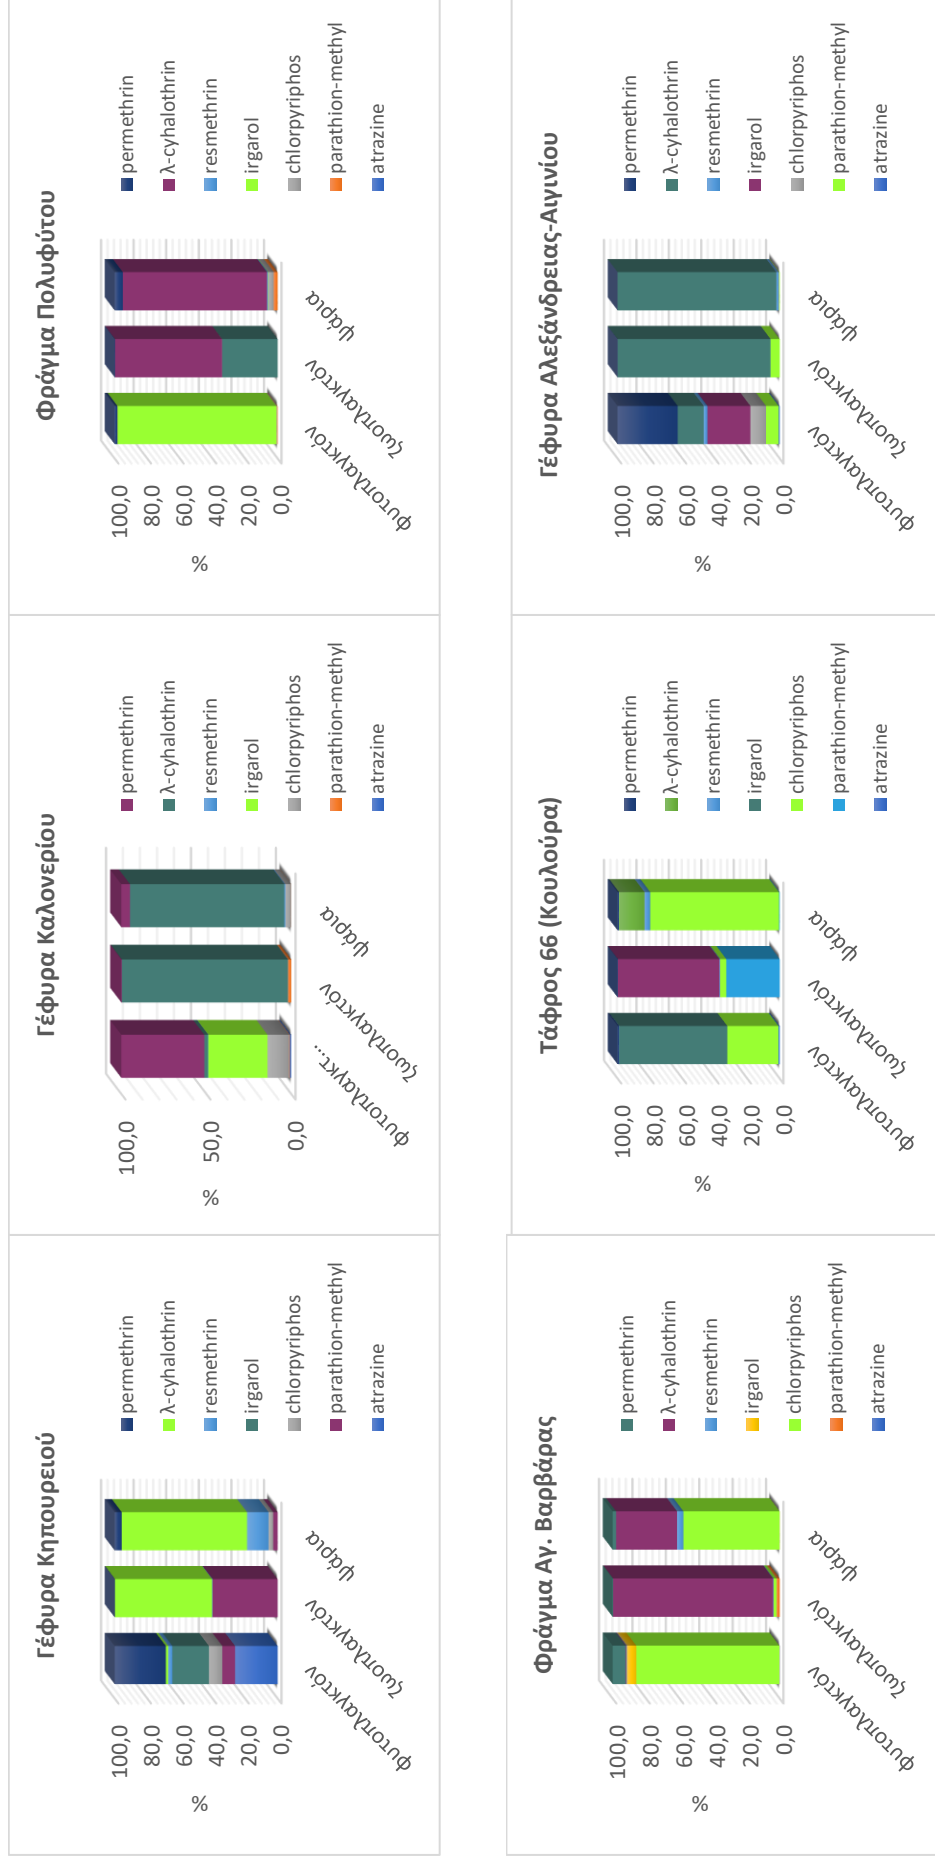 Γέφυρα Κηπουρειού
%
100,0
80,0
60,0
40,0
20,0
0,0
φυτοπλαγκτόν
ζωοπλαγκτόν
ψάρια
permethrin
λ-cyhalothrin
resmethrin
irgarol
chlorpyriphos
parathion-methyl
atrazine
Γέφυρα Καλονερίου
%
100,0
50,0
0,0
φυτοπλαγκτ...
ζωοπλαγκτόν
ψάρια
permethrin
λ-cyhalothrin
resmethrin
irgarol
chlorpyriphos
parathion-methyl
atrazine
Φράγμα Πολυφύτου
%
100,0
80,0
60,0
40,0
20,0
0,0
φυτοπλαγκτόν
ζωοπλαγκτόν
ψάρια
permethrin
λ-cyhalothrin
resmethrin
irgarol
chlorpyriphos
parathion-methyl
atrazine
Φράγμα Αγ. Βαρβάρας
%
100,0
80,0
60,0
40,0
20,0
0,0
φυτοπλαγκτόν
ζωοπλαγκτόν
ψάρια
permethrin
λ-cyhalothrin
resmethrin
irgarol
chlorpyriphos
parathion-methyl
atrazine
Τάφρος 66 (Κουλούρα)
%
100,0
80,0
60,0
40,0
20,0
0,0
φυτοπλαγκτόν
ζωοπλαγκτόν
ψάρια
permethrin
λ-cyhalothrin
resmethrin
irgarol
chlorpyriphos
parathion-methyl
atrazine
Γέφυρα Αλεξάνδρειας-Αιγινίου
%
100,0
80,0
60,0
40,0
20,0
0,0
φυτοπλαγκτόν
ζωοπλαγκτόν
ψάρια
permethrin
λ-cyhalothrin
resmethrin
irgarol
chlorpyriphos
parathion-methyl
atrazine